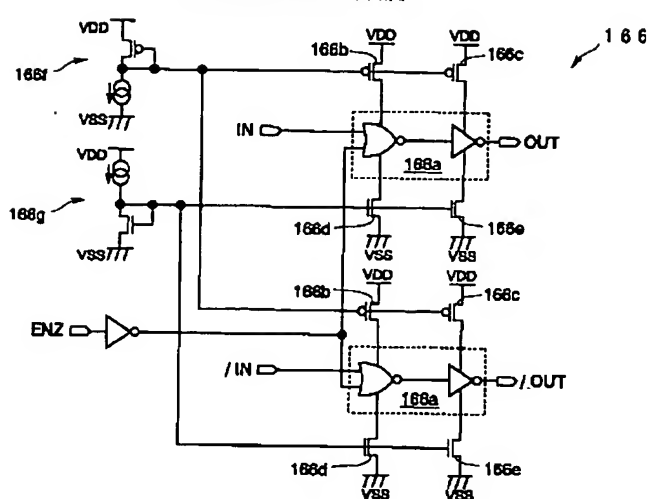 VDD
166f
VSS
VDD
166g
VSS
VDD
166b
VDD
166c
166
IN
166a
OUT
166d
VSS
166e
VSS
VDD
166b
VDD
166c
ENZ
/IN
166a
/OUT
166d
VSS
166e
VSS